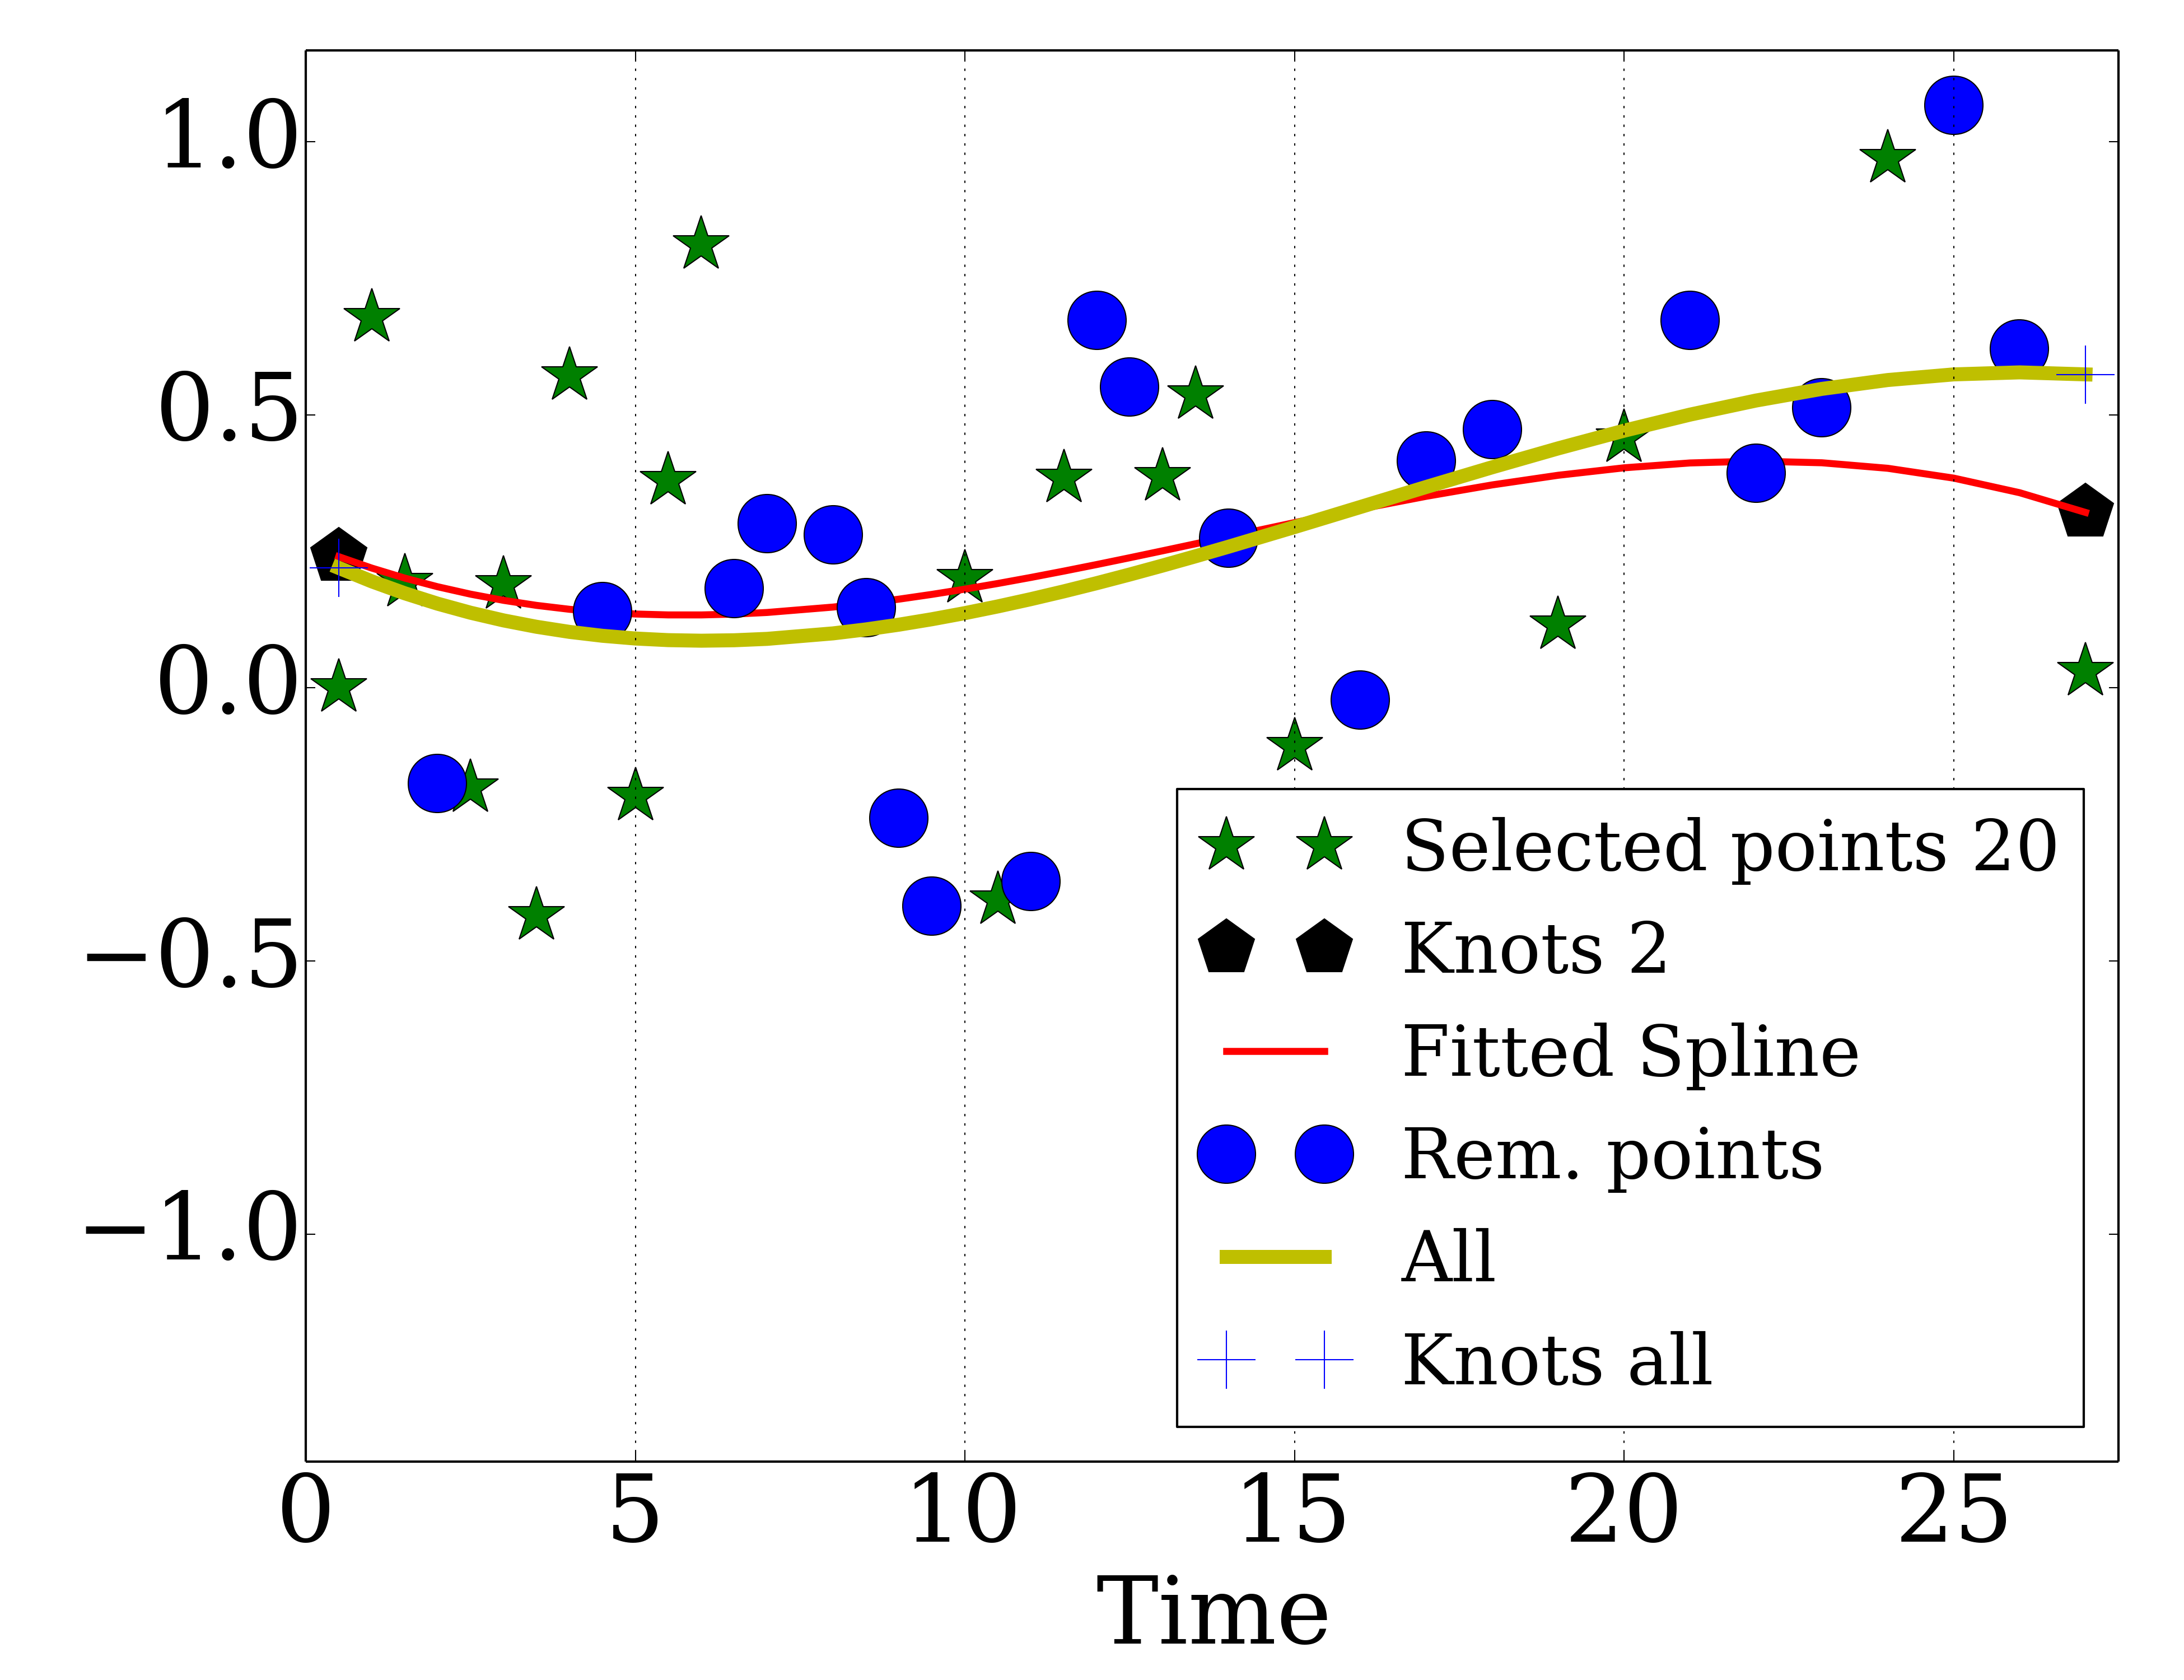 1.0
0.5
0.0
−0.5
−1.0
Selected points 20
Knots 2
Fitted Spline
Rem. points
All
Knots all
0 5 10 15 20 25
Time